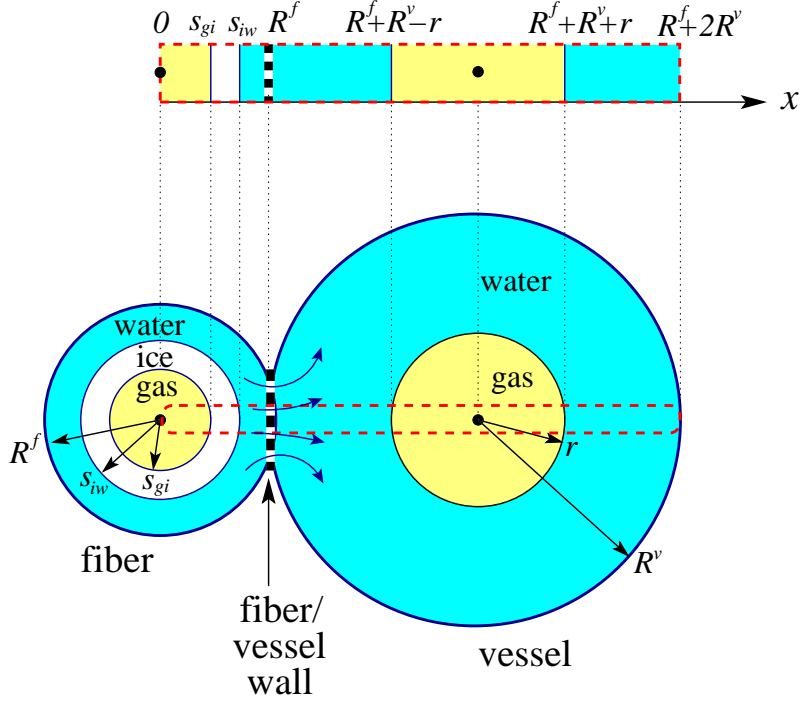 0 s_gi s_iw R^f R^f+R^v−r R^f+R^v+r R^f+2R^v
x
water
ice
gas
water
gas
R^f
s_iw
s_gi
r
R^v
fiber
fiber/
vessel
wall
vessel